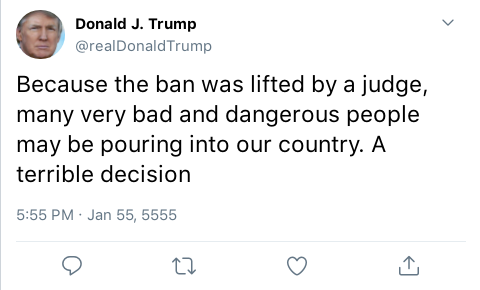 Donald J. Trump
@realDonaldTrump
Because the ban was lifted by a judge,
many very bad and dangerous people
may be pouring into our country. A
terrible decision
5:55 PM · Jan 55, 5555